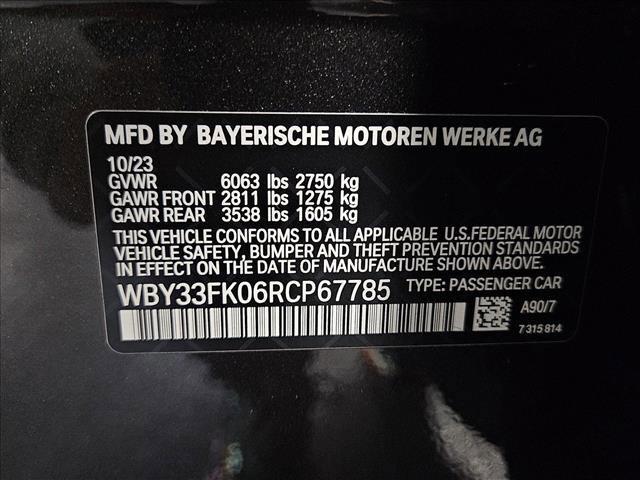 MFD BY BAYERISCHE MOTOREN WERKE AG
10/23
GVWR 6063 lbs 2750 kg
GAWR FRONT 2811 lbs 1275 kg
GAWR REAR 3538 lbs 1605 kg
THIS VEHICLE CONFORMS TO ALL APPLICABLE U.S.FEDERAL MOTOR
VEHICLE SAFETY, BUMPER AND THEFT PREVENTION STANDARDS
IN EFFECT ON THE DATE OF MANUFACTURE SHOWN ABOVE.
WBY33FK06RCP67785 TYPE: PASSENGER CAR
A90/7
7 315 814